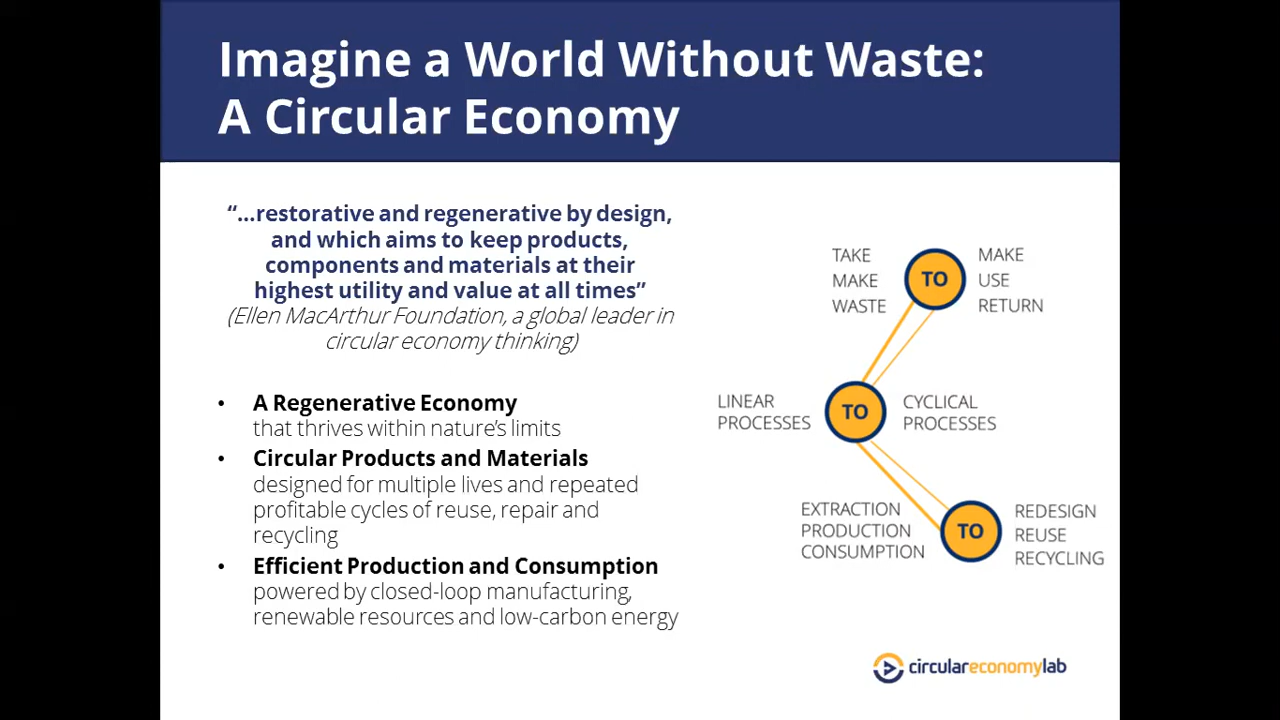 Imagine a World Without Waste:
A Circular Economy
“...restorative and regenerative by design,
and which aims to keep products,
components and materials at their
highest utility and value at all times”
(Ellen MacArthur Foundation, a global leader in
circular economy thinking)
• A Regenerative Economy
that thrives within nature’s limits
• Circular Products and Materials
designed for multiple lives and repeated
profitable cycles of reuse, repair and
recycling
• Efficient Production and Consumption
powered by closed-loop manufacturing,
renewable resources and low-carbon energy
TAKE
MAKE
WASTE
TO
MAKE
USE
RETURN
LINEAR
PROCESSES
TO
CYCLICAL
PROCESSES
EXTRACTION
PRODUCTION
CONSUMPTION
TO
REDESIGN
REUSE
RECYCLING
circulareconomylab